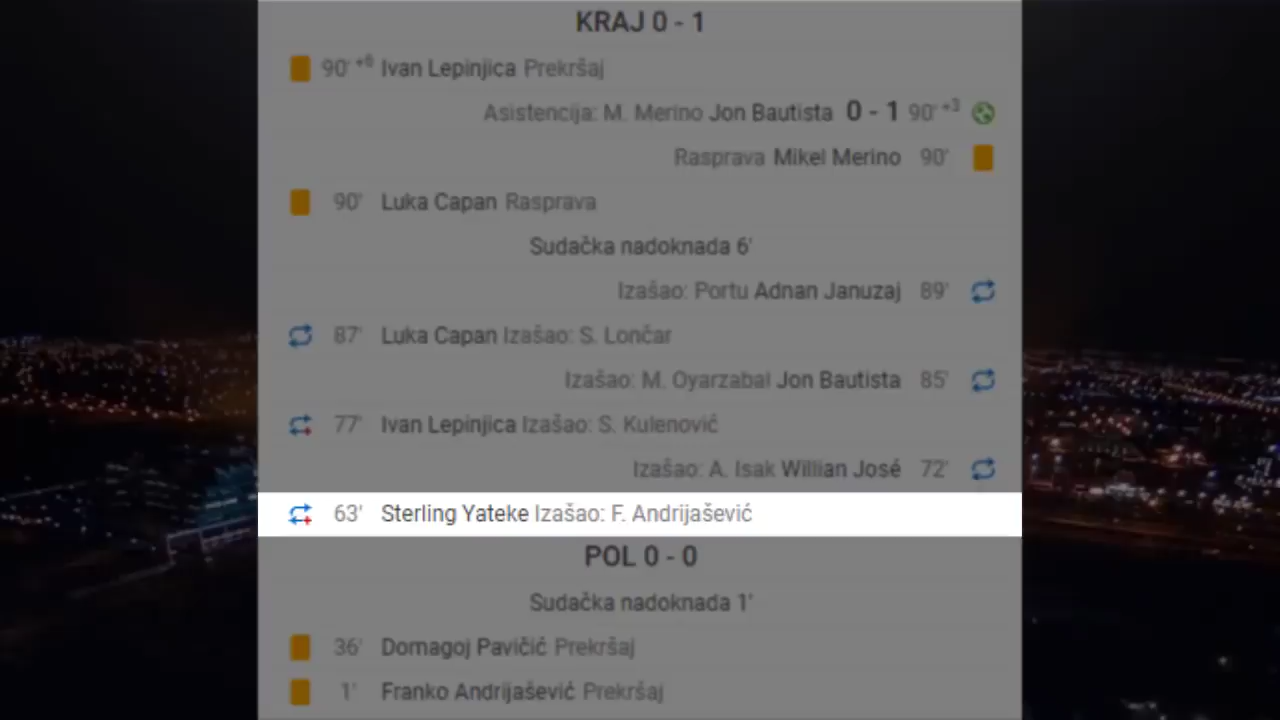 KRAJ 0 - 1
90' +6 Ivan Lepinjica Prekršaj
Asistencija: M. Merino Jon Bautista 0 - 1 90' +3
Rasprava Mikel Merino 90'
90' Luka Capan Rasprava
Sudačka nadoknada 6'
Izašao: Portu Adnan Januzaj 89'
87' Luka Capan Izašao: S. Lončar
Izašao: M. Oyarzabal Jon Bautista 85'
77' Ivan Lepinjica Izašao: S. Kulenović
Izašao: A. Isak Willian José 72'
63' Sterling Yateke Izašao: F. Andrijašević
POL 0 - 0
Sudačka nadoknada 1'
36' Domagoj Pavičić Prekršaj
1' Franko Andrijašević Prekršaj